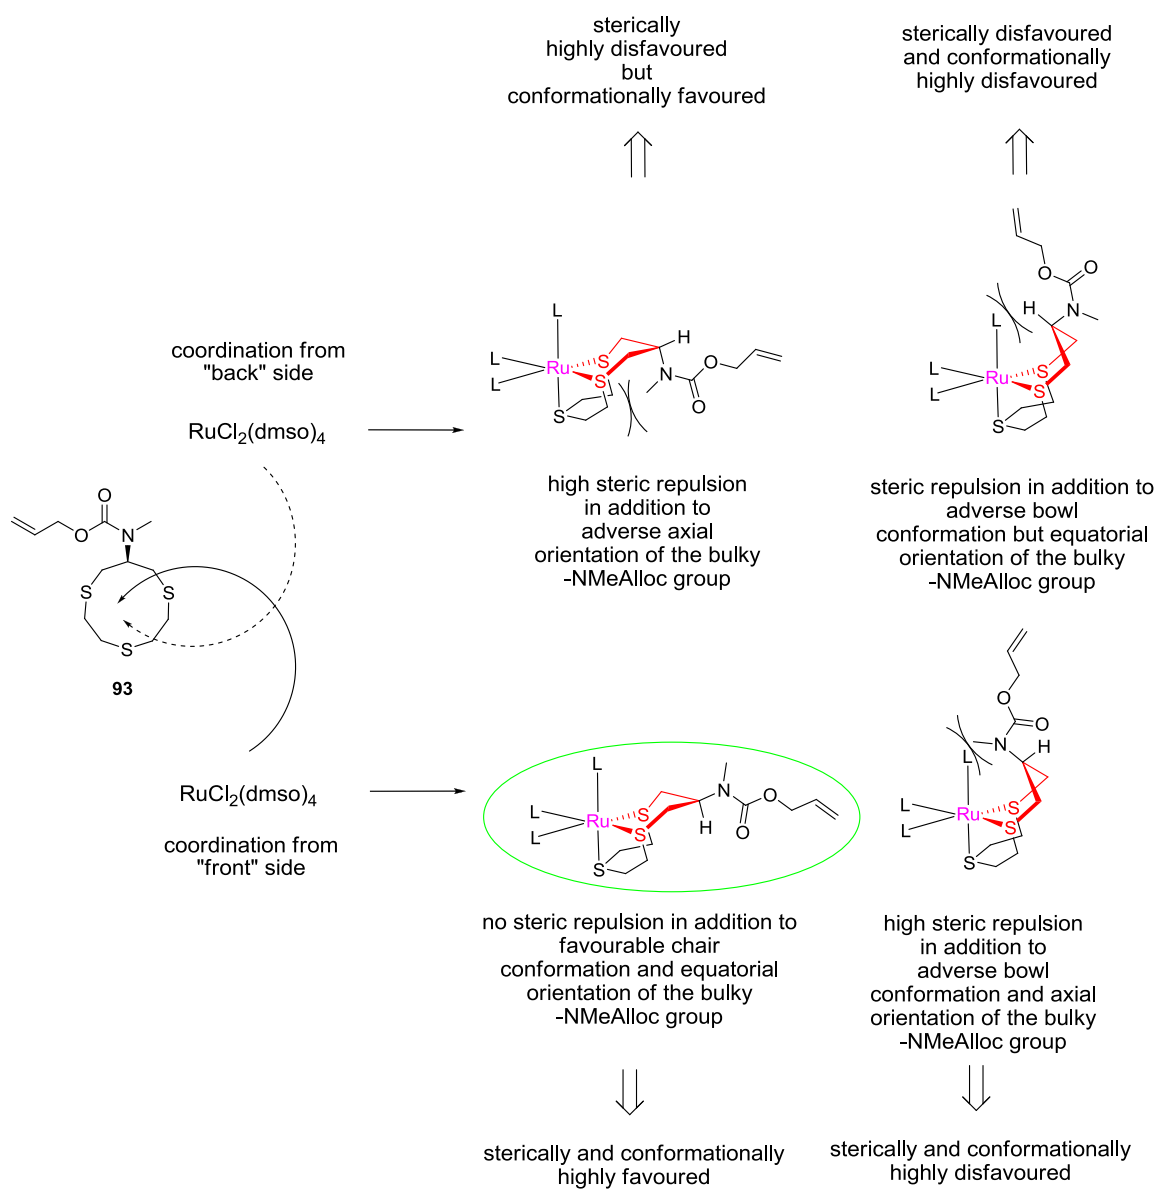 sterically
highly disfavoured
but
conformationally favoured
sterically disfavoured
and conformationally
highly disfavoured
coordination from
"back" side
RuCl2(dmso)4
L
L
L
Ru
S
S
S
H
N
O
O
high steric repulsion
in addition to
adverse axial
orientation of the bulky
-NMeAlloc group
O
O
N
H
L
L
L
Ru
S
S
S
steric repulsion in addition to
adverse bowl
conformation but equatorial
orientation of the bulky
-NMeAlloc group
O
O
N
S
S
S
93
RuCl2(dmso)4
coordination from
"front" side
L
L
L
Ru
S
S
S
N
H
O
O
no steric repulsion in addition to
favourable chair
conformation and equatorial
orientation of the bulky
-NMeAlloc group
O
O
N
H
L
L
L
Ru
S
S
S
high steric repulsion
in addition to
adverse bowl
conformation and axial
orientation of the bulky
-NMeAlloc group
sterically and conformationally
highly favoured
sterically and conformationally
highly disfavoured